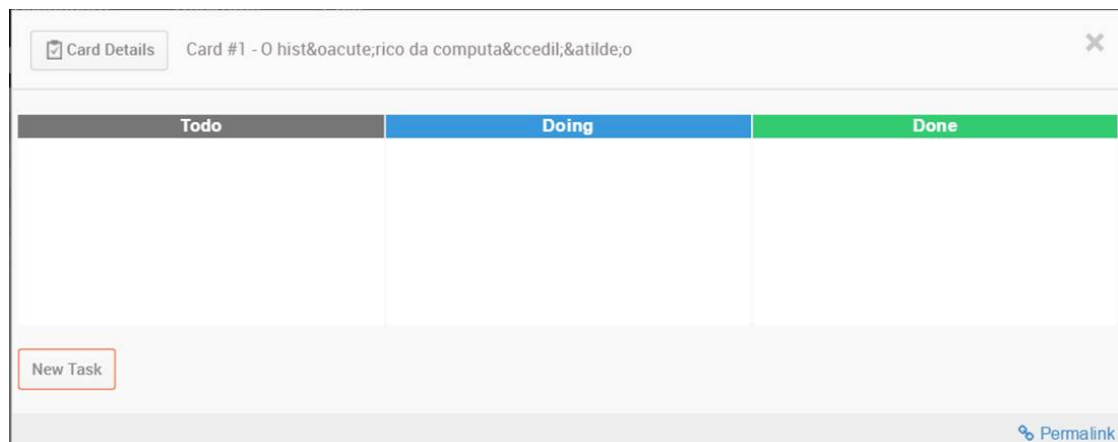 Card Details Card #1 - O hist&oacute;rico da computa&ccedil;&atilde;o
Todo Doing Done
New Task
Permalink